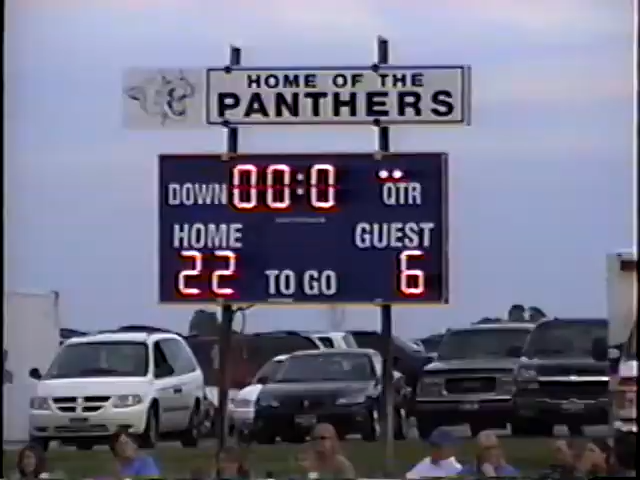 HOME OF THE
PANTHERS
DOWN 00:0 QTR
HOME GUEST
22 TO GO 6